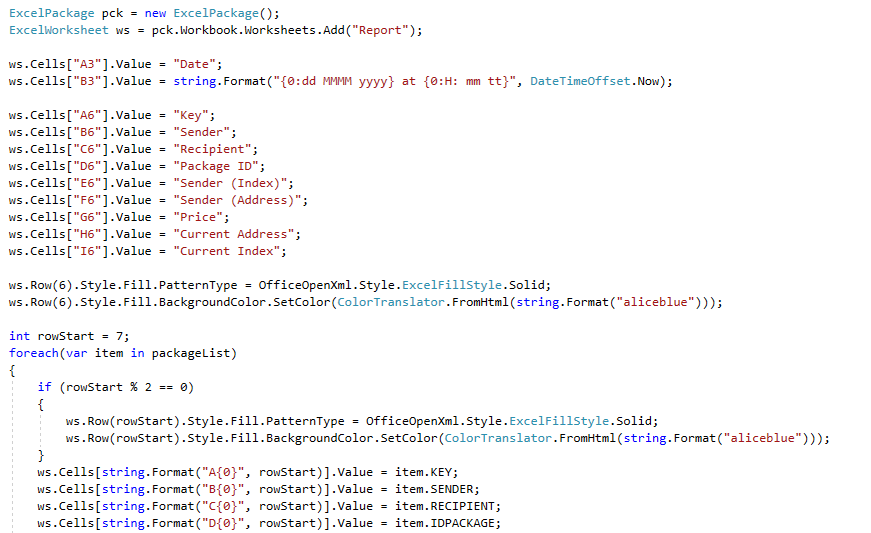 ExcelPackage pck = new ExcelPackage();
ExcelWorksheet ws = pck.Workbook.Worksheets.Add("Report");

ws.Cells["A3"].Value = "Date";
ws.Cells["B3"].Value = string.Format("{0:dd MMMM yyyy} at {0:H: mm tt}", DateTimeOffset.Now);

ws.Cells["A6"].Value = "Key";
ws.Cells["B6"].Value = "Sender";
ws.Cells["C6"].Value = "Recipient";
ws.Cells["D6"].Value = "Package ID";
ws.Cells["E6"].Value = "Sender (Index)";
ws.Cells["F6"].Value = "Sender (Address)";
ws.Cells["G6"].Value = "Price";
ws.Cells["H6"].Value = "Current Address";
ws.Cells["I6"].Value = "Current Index";

ws.Row(6).Style.Fill.PatternType = OfficeOpenXml.Style.ExcelFillStyle.Solid;
ws.Row(6).Style.Fill.BackgroundColor.SetColor(ColorTranslator.FromHtml(string.Format("aliceblue")));

int rowStart = 7;
foreach(var item in packageList)
{
    if (rowStart % 2 == 0)
    {
        ws.Row(rowStart).Style.Fill.PatternType = OfficeOpenXml.Style.ExcelFillStyle.Solid;
        ws.Row(rowStart).Style.Fill.BackgroundColor.SetColor(ColorTranslator.FromHtml(string.Format("aliceblue")));
    }
    ws.Cells[string.Format("A{0}", rowStart)].Value = item.KEY;
    ws.Cells[string.Format("B{0}", rowStart)].Value = item.SENDER;
    ws.Cells[string.Format("C{0}", rowStart)].Value = item.RECIPIENT;
    ws.Cells[string.Format("D{0}", rowStart)].Value = item.IDPACKAGE;